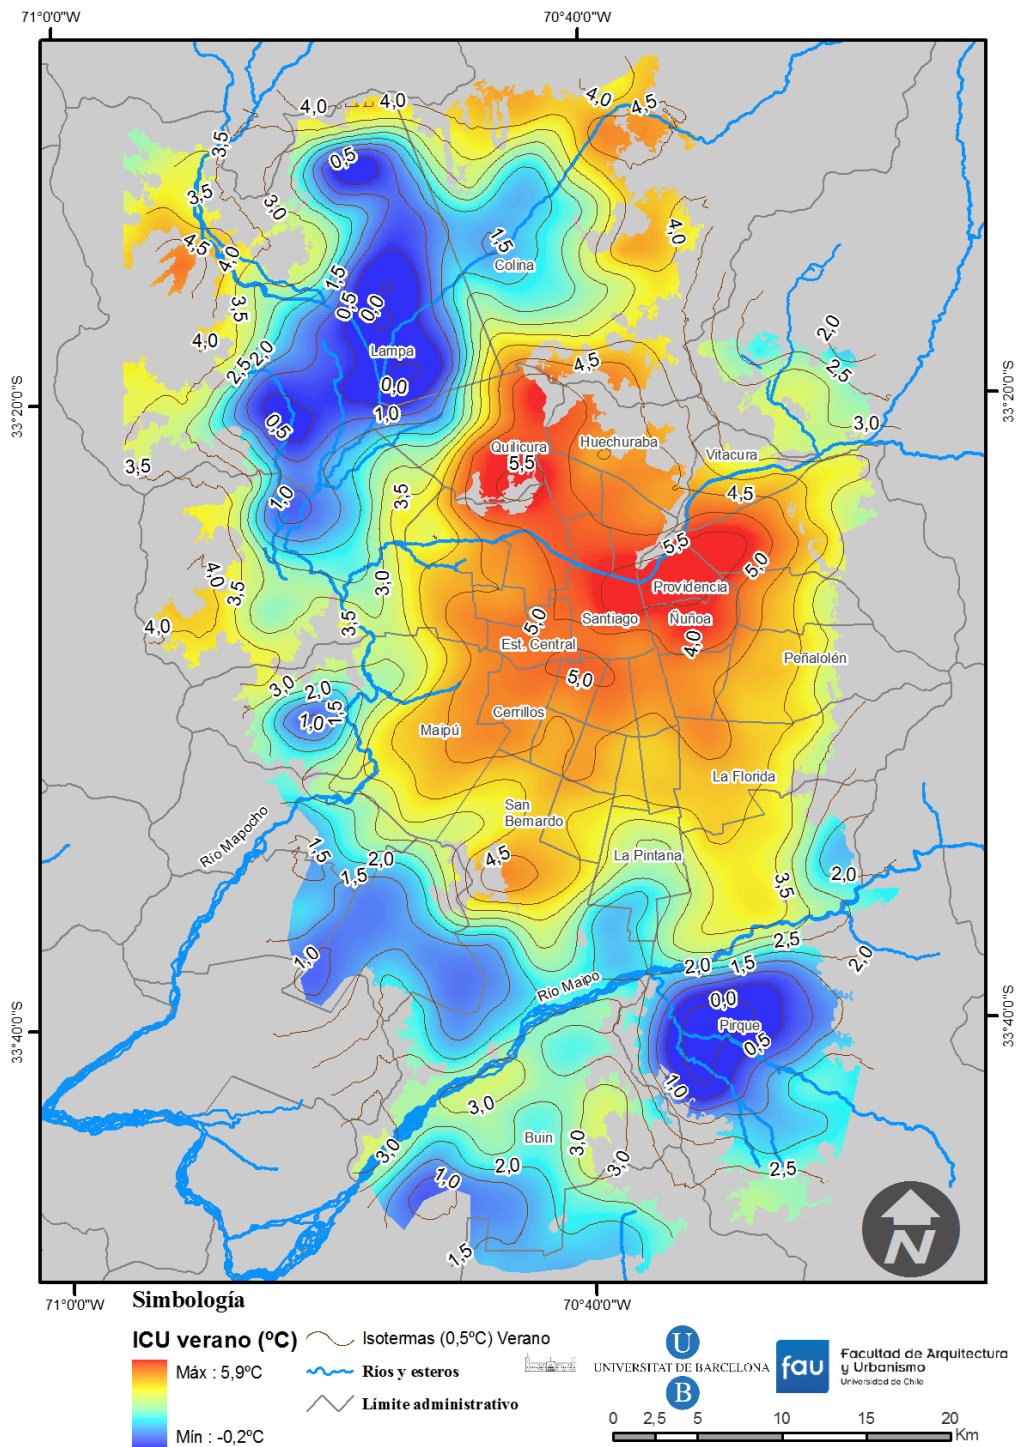 71°0'0"W
70°40'0"W
4,0
4,5
4,0
4,0
3,5
0,5
3,5
3,0
4,0
4,5
1,5
4,0
Colina
1,5
3,5
0,5
0,0
2,0
4,0
Lampa
2,0
2,5
4,5
2,5
33°20'0"S
33°20'0"S
0,0
1,0
0,5
3,0
Huechuraba
Quilicura
Vitacura
3,5
5,5
1,0
3,5
4,5
5,5
5,0
4,0
3,0
3,5
Providencia
3,5
5,0
Santiago
Ñuñoa
4,0
4,0
Est. Central
Peñalolén
3,0
2,0
5,0
1,0
1,5
Cerrillos
Maipú
La Florida
San
Bernardo
Río Mapocho
1,5
2,0
4,5
La Pintana
1,5
3,5
2,0
2,5
1,0
2,0
1,5
2,0
Río Maipo
0,0
33°40'0"S
33°40'0"S
Pirque
0,5
1,0
3,0
Buin
3,0
3,0
2,0
3,0
2,5
1,0
1,5
N
71°0'0"W
70°40'0"W
Simbología
ICU verano (ºC)
Máx : 5,9ºC
Mín : -0,2ºC
Isotermas (0,5ºC) Verano
Ríos y esteros
Límite administrativo
U
UNIVERSITAT DE BARCELONA
B
fau
Facultad de Arquitectura
y Urbanismo
Universidad de Chile
0 2,5 5 10 15 20
Km